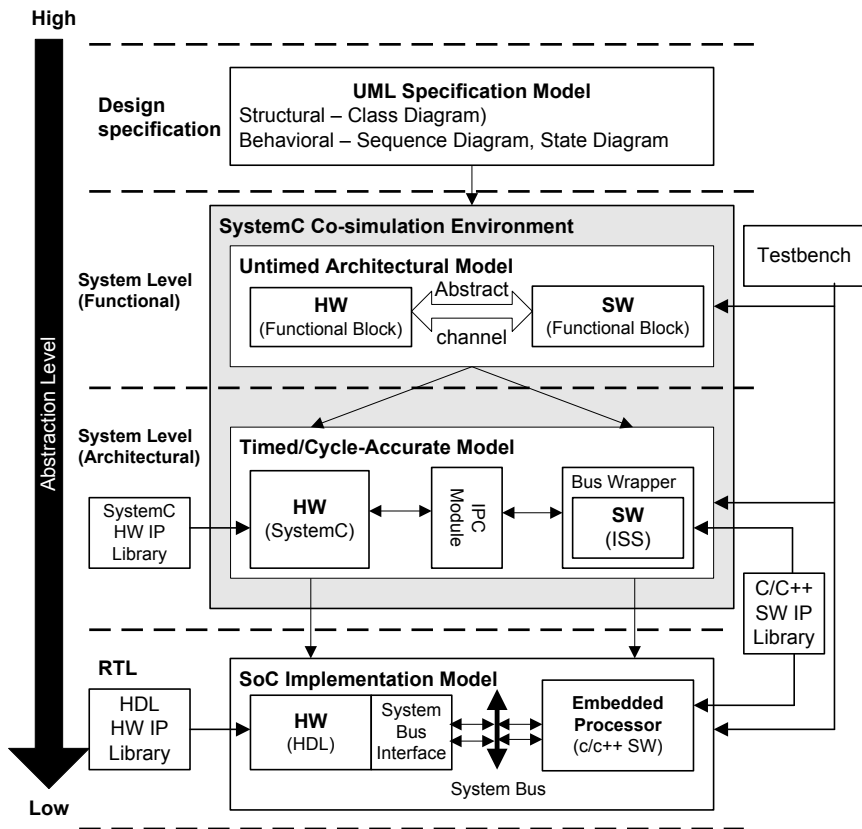 High
Design
specification
UML Specification Model
Structural – Class Diagram)
Behavioral – Sequence Diagram, State Diagram
Abstraction Level
System Level
(Functional)
SystemC Co-simulation Environment
Untimed Architectural Model
HW
(Functional Block)
Abstract
channel
SW
(Functional Block)
Testbench
System Level
(Architectural)
Timed/Cycle-Accurate Model
SystemC
HW IP
Library
HW
(SystemC)
IPC
Module
Bus Wrapper
SW
(ISS)
C/C++
SW IP
Library
RTL
SoC Implementation Model
HDL
HW IP
Library
HW
(HDL)
System
Bus
Interface
System Bus
Embedded
Processor
(c/c++ SW)
Low